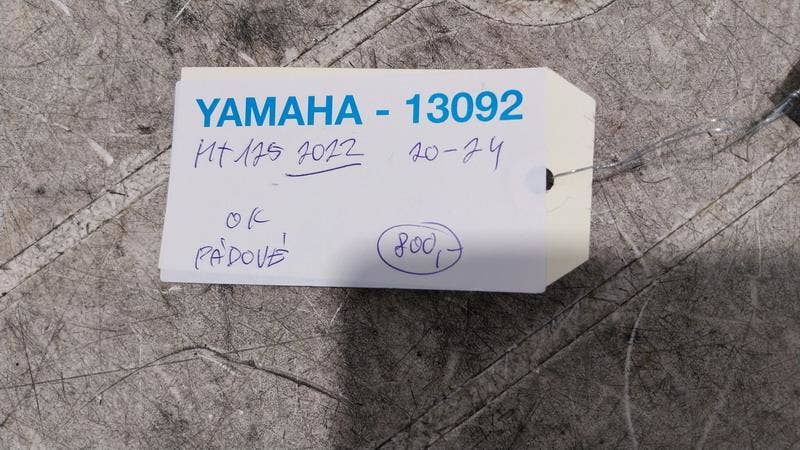 YAMAHA - 13092
MT 125 2022 20-24
OK
PÁDOVÉ
800,-